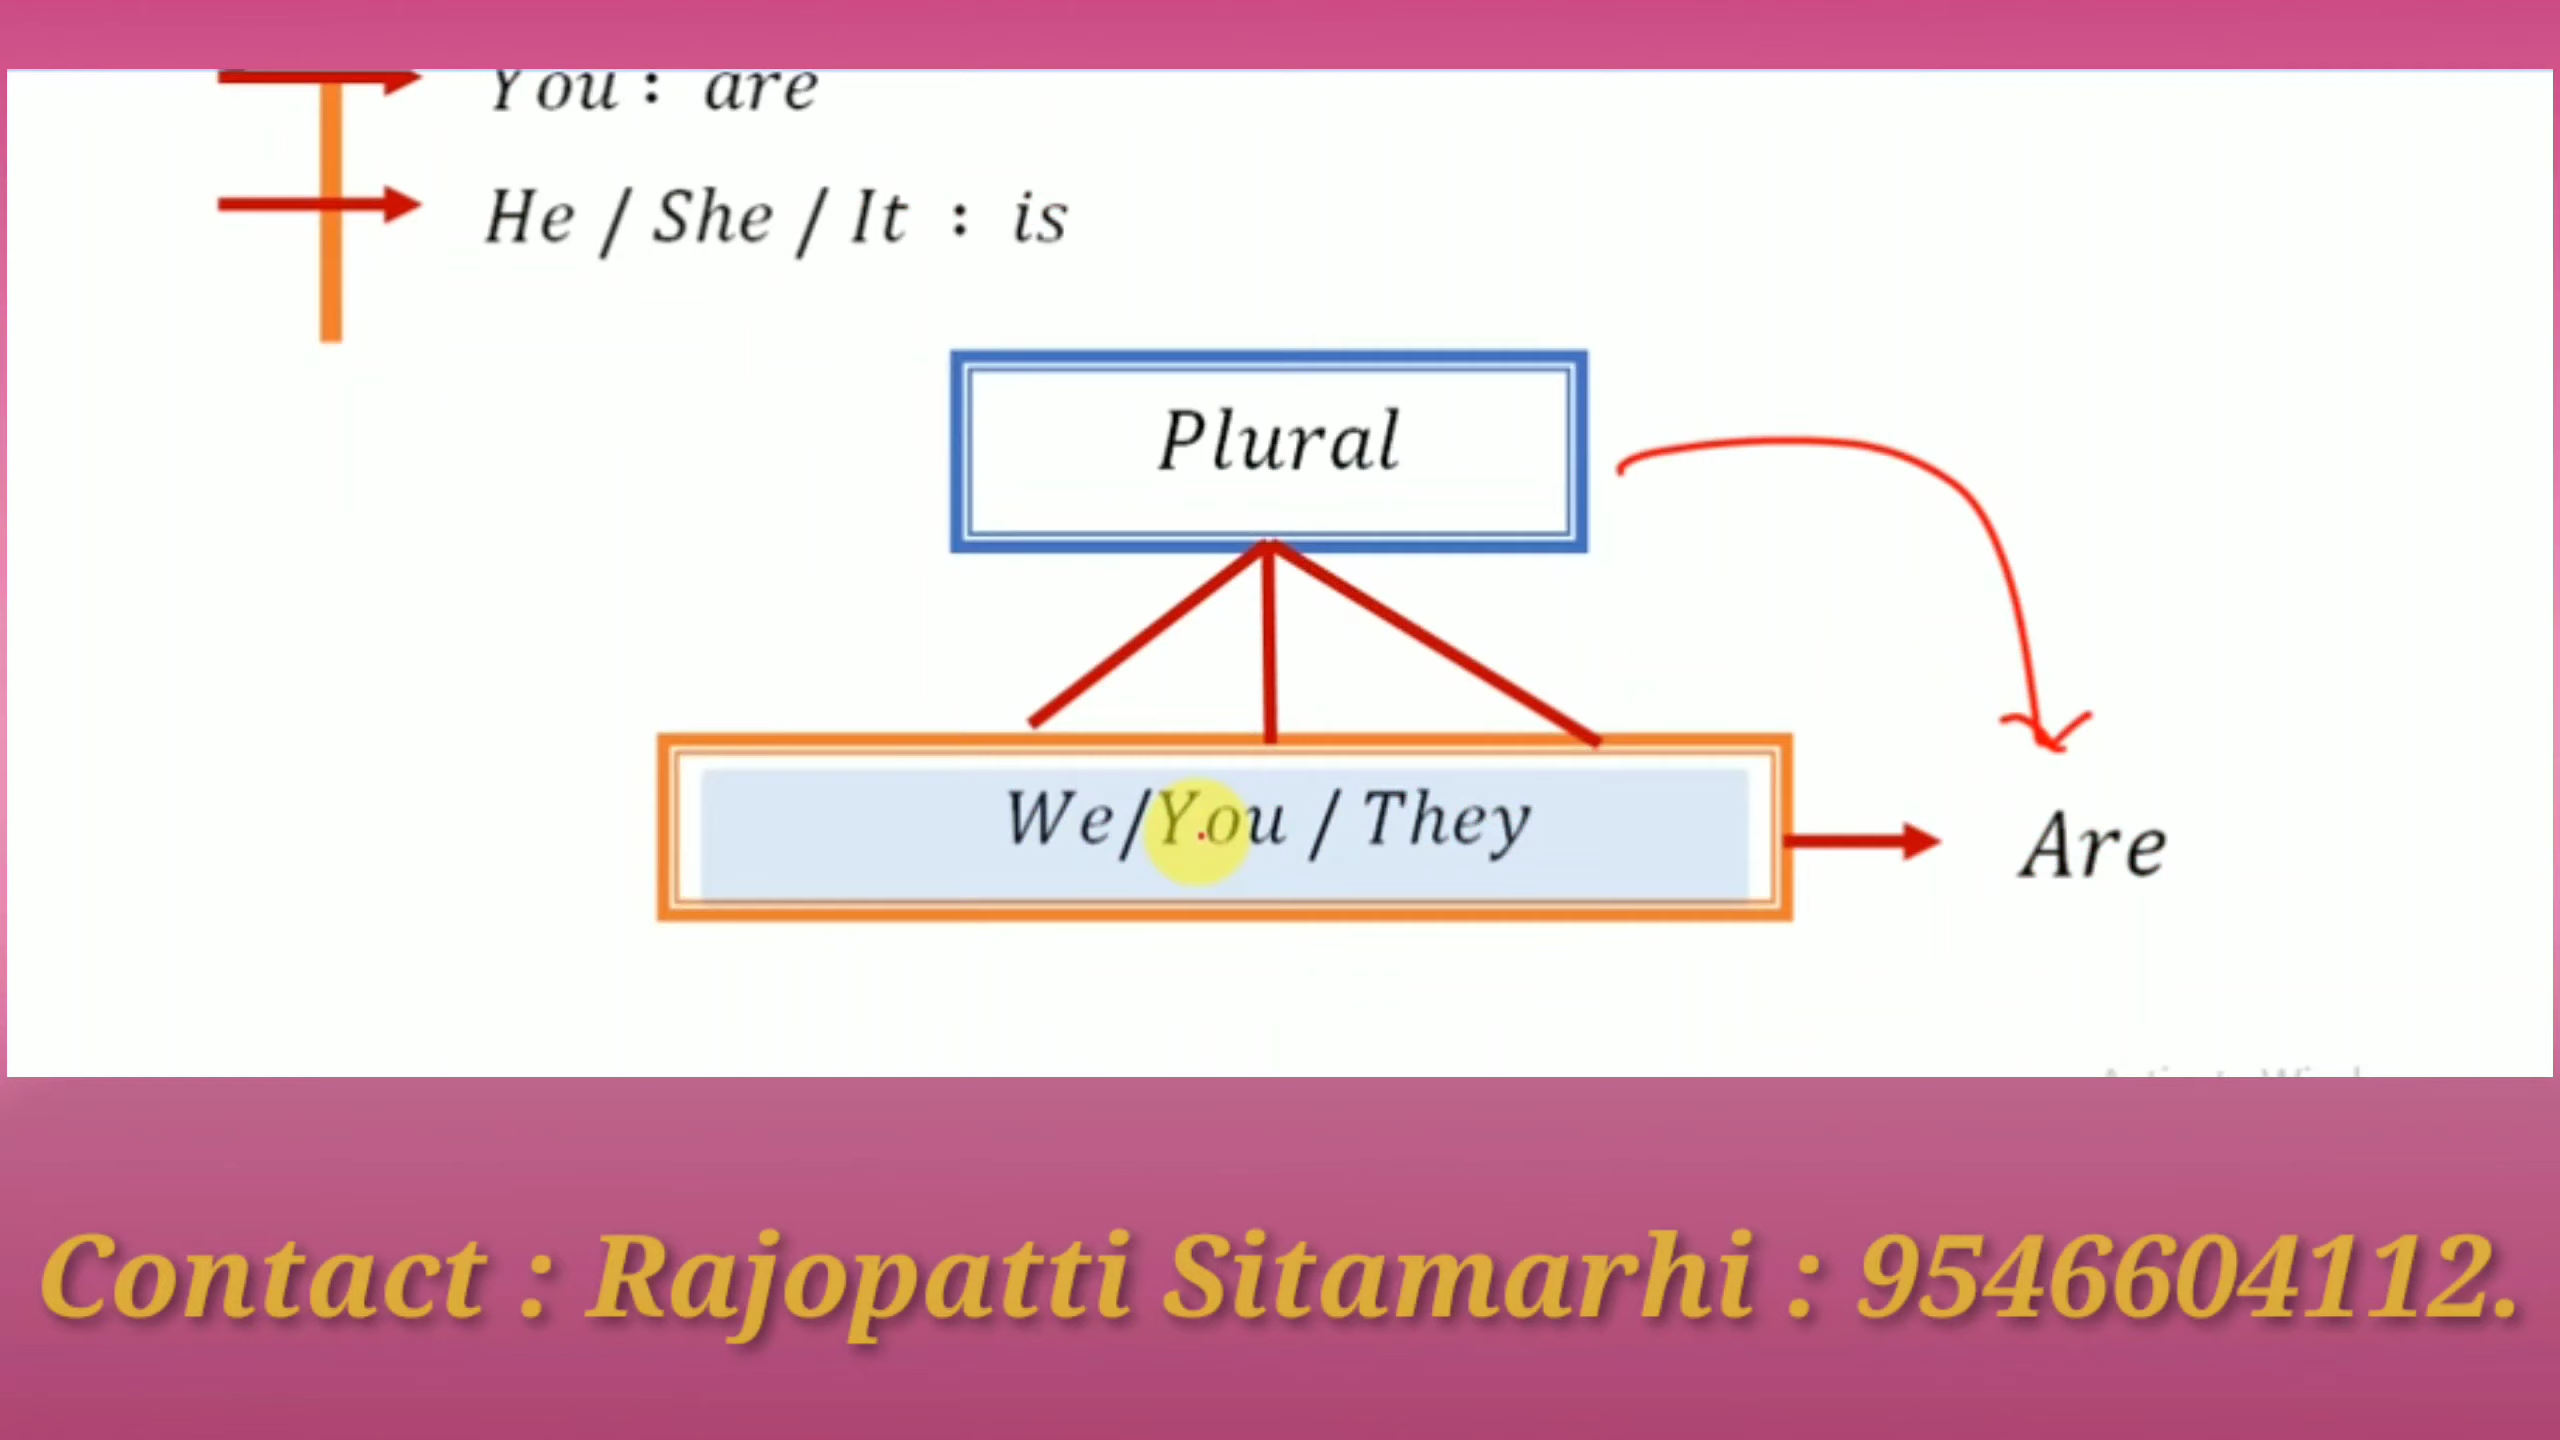 You : are
He / She / It : is
Plural
We/You / They
Are
Contact : Rajopatti Sitamarhi : 9546604112.